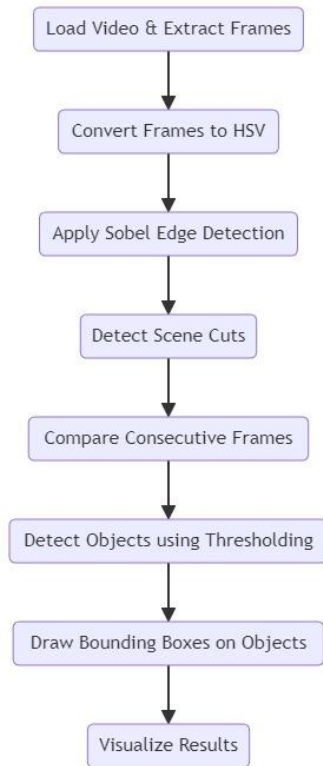 Load Video & Extract Frames
Convert Frames to HSV
Apply Sobel Edge Detection
Detect Scene Cuts
Compare Consecutive Frames
Detect Objects using Thresholding
Draw Bounding Boxes on Objects
Visualize Results